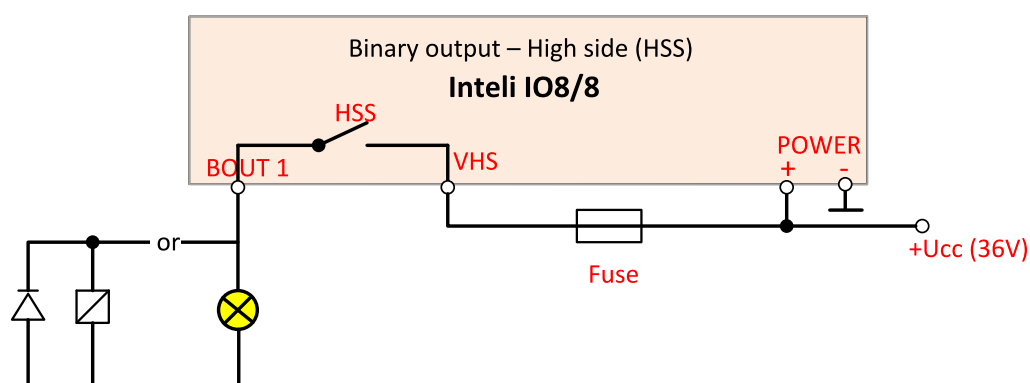 Binary output – High side (HSS)
Inteli IO8/8
HSS
BOUT 1
VHS
POWER
+ -
or
Fuse
+Ucc (36V)